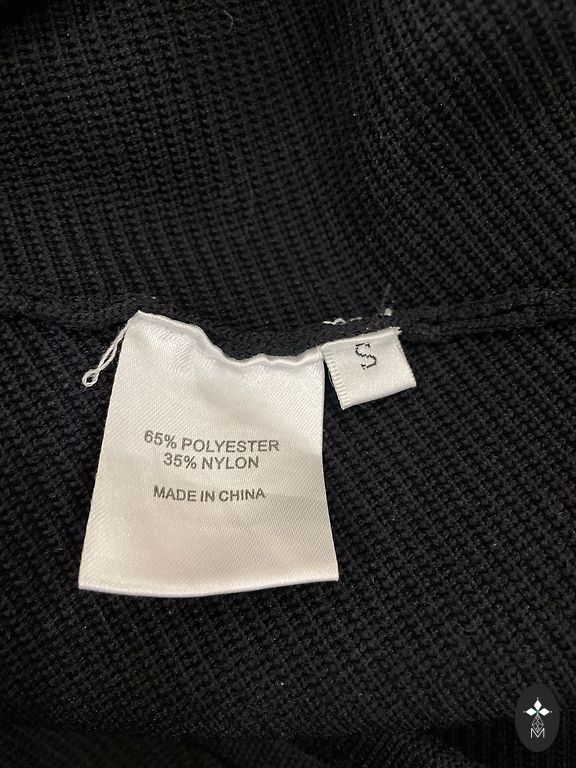 65% POLYESTER
35% NYLON
MADE IN CHINA
S
M